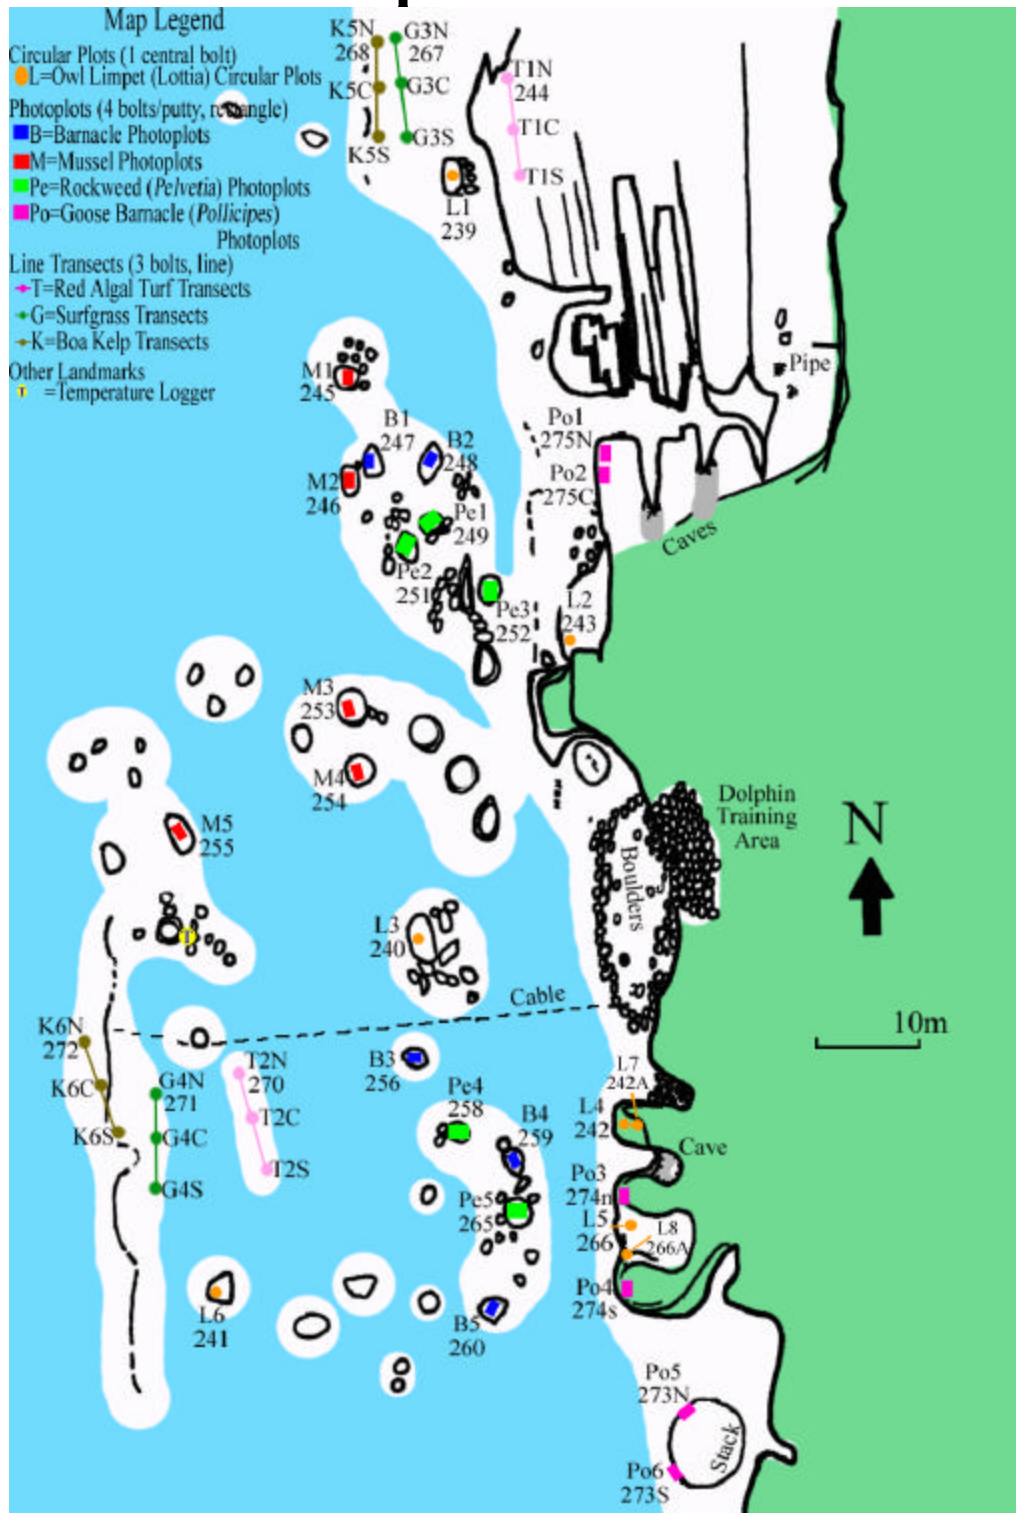 Map Legend
Circular Plots (1 central bolt)
L=Owl Limpet (Lottia) Circular Plots
Photoplots (4 bolts/putty, rectangle)
B=Barnacle Photoplots
M=Mussel Photoplots
Pe=Rockweed (Pelvetia) Photoplots
Po=Goose Barnacle (Pollicipes)
Photoplots
Line Transects (3 bolts, line)
T=Red Algal Turf Transects
G=Surfgrass Transects
K=Boa Kelp Transects
Other Landmarks
T =Temperature Logger
K5N
268
G3N
267
K5C
G3C
K5S
G3S
T1N
244
T1C
T1S
L1
239
Pipe
M1
245
B1
247
B2
248
M2
246
Po1
275N
Po2
275C
Caves
Pe1
249
Pe2
251
Pe3
252
L2
243
M3
253
M4
254
M5
255
Dolphin
Training
Area
Boulders
N
L3
240
T
Cable
10m
K6N
272
K6C
K6S
G4N
271
G4C
G4S
T2N
270
T2C
T2S
B3
256
Pe4
258
B4
259
Pe5
265
L7
242A
L4
242
Cave
Po3
274n
L5
266
L8
266A
Po4
274s
L6
241
B5
260
Po5
273N
Stack
Po6
273S